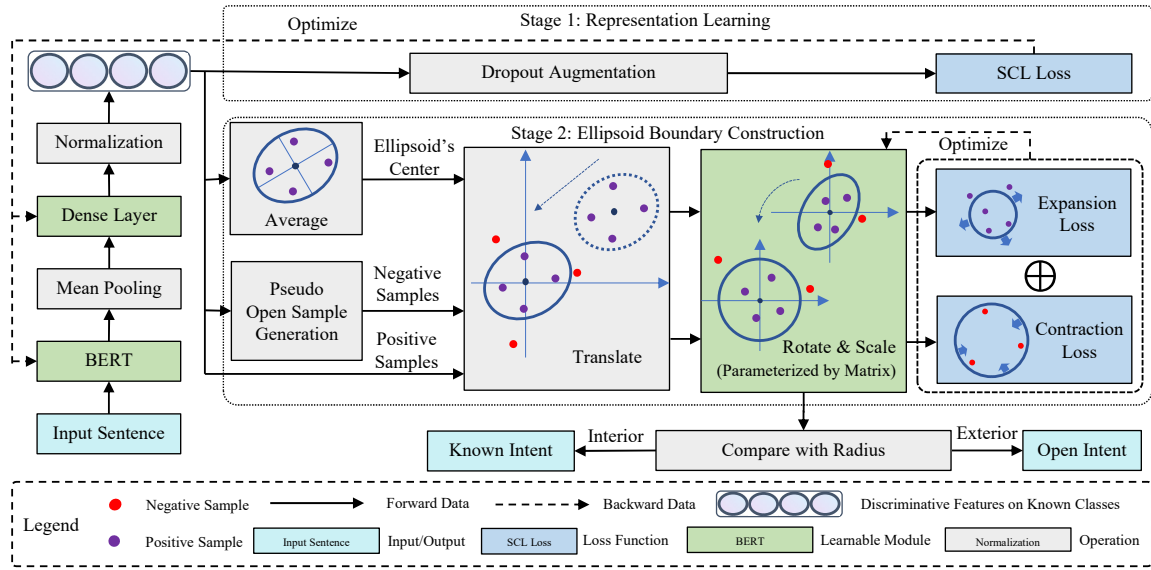 Stage 1: Representation Learning
Optimize
Dropout Augmentation
SCL Loss
Normalization
Dense Layer
Mean Pooling
BERT
Input Sentence
Stage 2: Ellipsoid Boundary Construction
Average
Ellipsoid's
Center
Pseudo
Open Sample
Generation
Negative
Samples
Positive
Samples
Translate
Rotate & Scale
(Parameterized by Matrix)
Optimize
Expansion
Loss
Contraction
Loss
Known Intent
Interior
Compare with Radius
Exterior
Open Intent
Legend
Negative Sample
Forward Data
Backward Data
Discriminative Features on Known Classes
Positive Sample
Input Sentence
Input/Output
SCL Loss
Loss Function
BERT
Learnable Module
Normalization
Operation